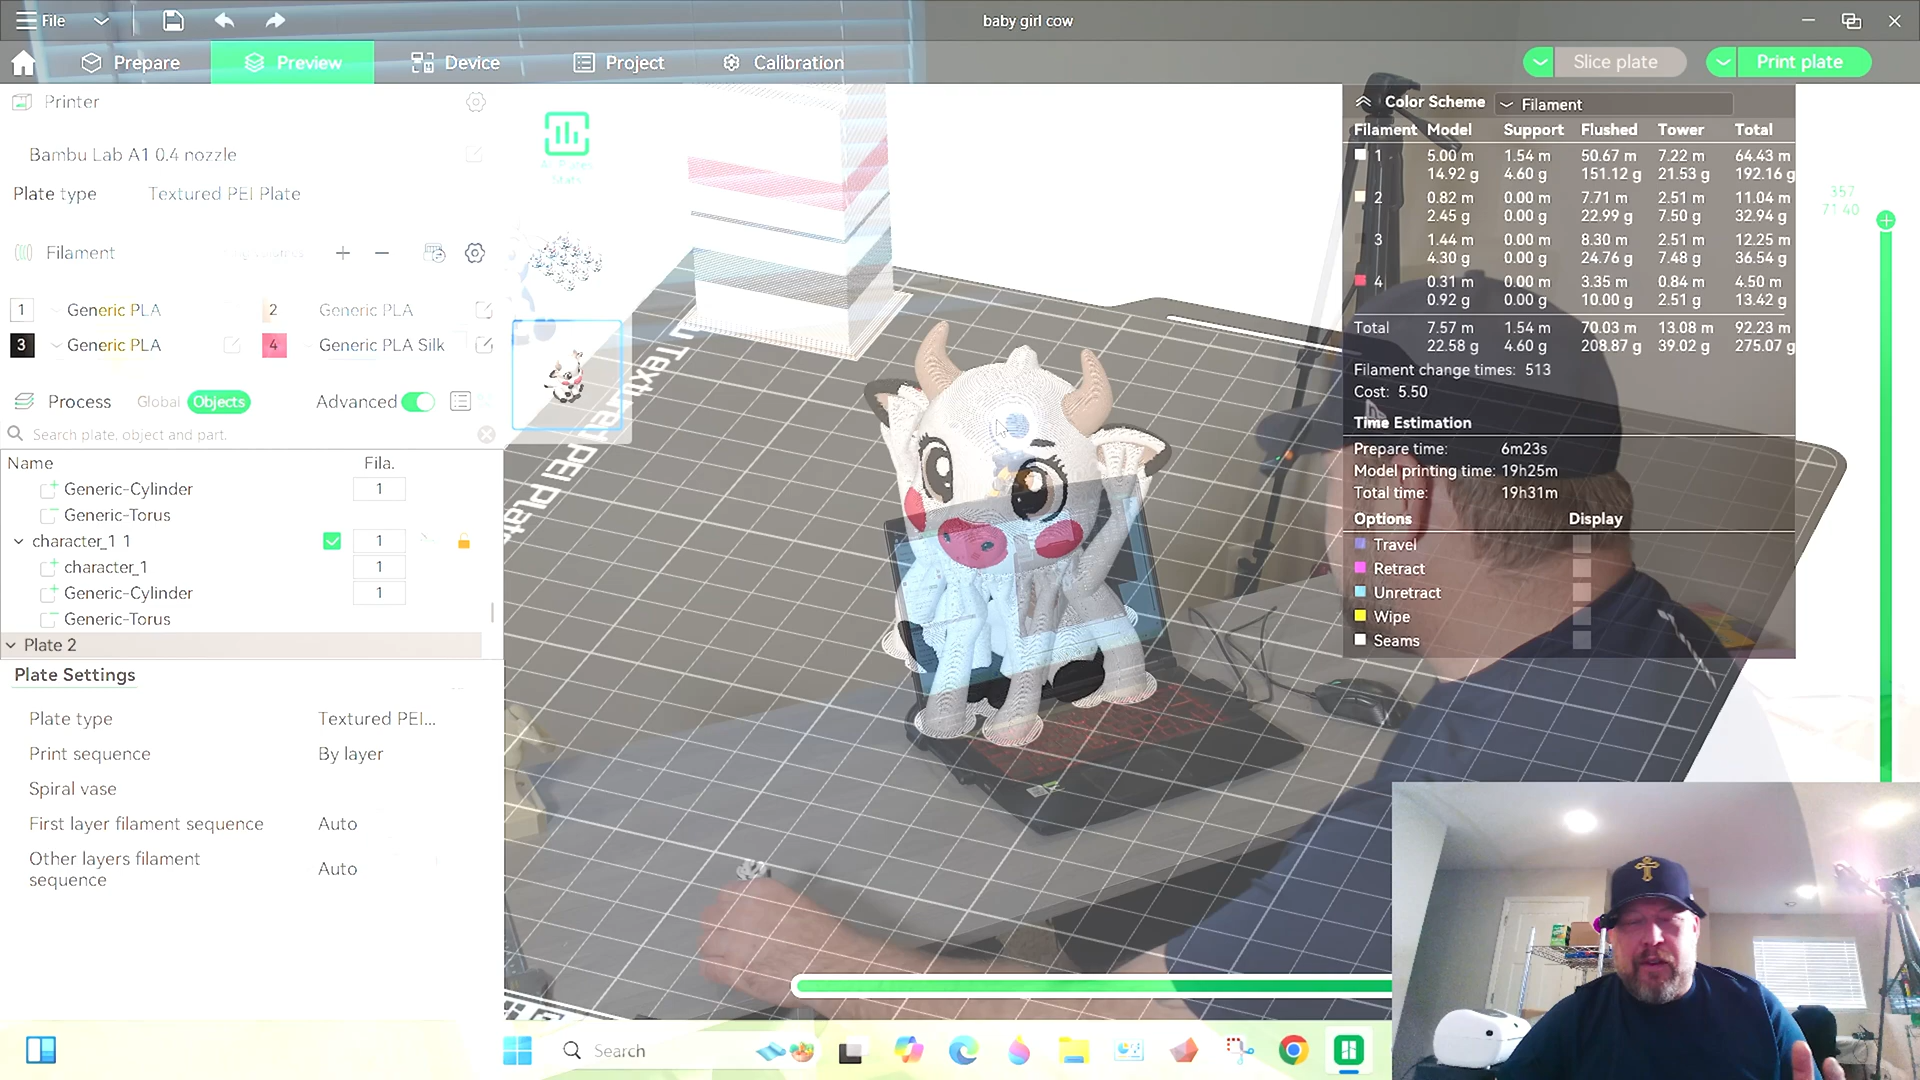 File
baby girl cow
Prepare
Preview
Device
Project
Calibration
Slice plate
Print plate
Printer
Bambu Lab A1 0.4 nozzle
Plate type Textured PEI Plate
Filament
1 Generic PLA 2 Generic PLA
3 Generic PLA 4 Generic PLA Silk
Process Global Objects Advanced
Search plate, object and part.
Name Fila.
Generic-Cylinder 1
Generic-Torus
character_1 1 1
character_1 1
Generic-Cylinder 1
Generic-Torus
Plate 2
Plate Settings
Plate type Textured PEI...
Print sequence By layer
Spiral vase
First layer filament sequence Auto
Other layers filament
sequence
Auto
Color Scheme Filament
Filament Model Support Flushed Tower Total
1 5.00 m 1.54 m 50.67 m 7.22 m 64.43 m
14.92 g 4.60 g 151.12 g 21.53 g 192.16 g
2 0.82 m 0.00 m 7.71 m 2.51 m 11.04 m
2.45 g 0.00 g 22.99 g 7.50 g 32.94 g
3 1.44 m 0.00 m 8.30 m 2.51 m 12.25 m
4.30 g 0.00 g 24.76 g 7.48 g 36.54 g
4 0.31 m 0.00 m 3.35 m 0.84 m 4.50 m
0.92 g 0.00 g 10.00 g 2.51 g 13.42 g
Total 7.57 m 1.54 m 70.03 m 13.08 m 92.23 m
22.58 g 4.60 g 208.87 g 39.02 g 275.07 g
Filament change times: 513
Cost: 5.50
Time Estimation
Prepare time: 6m23s
Model printing time: 19h25m
Total time: 19h31m
Options Display
Travel
Retract
Unretract
Wipe
Seams
357
71.40
Search